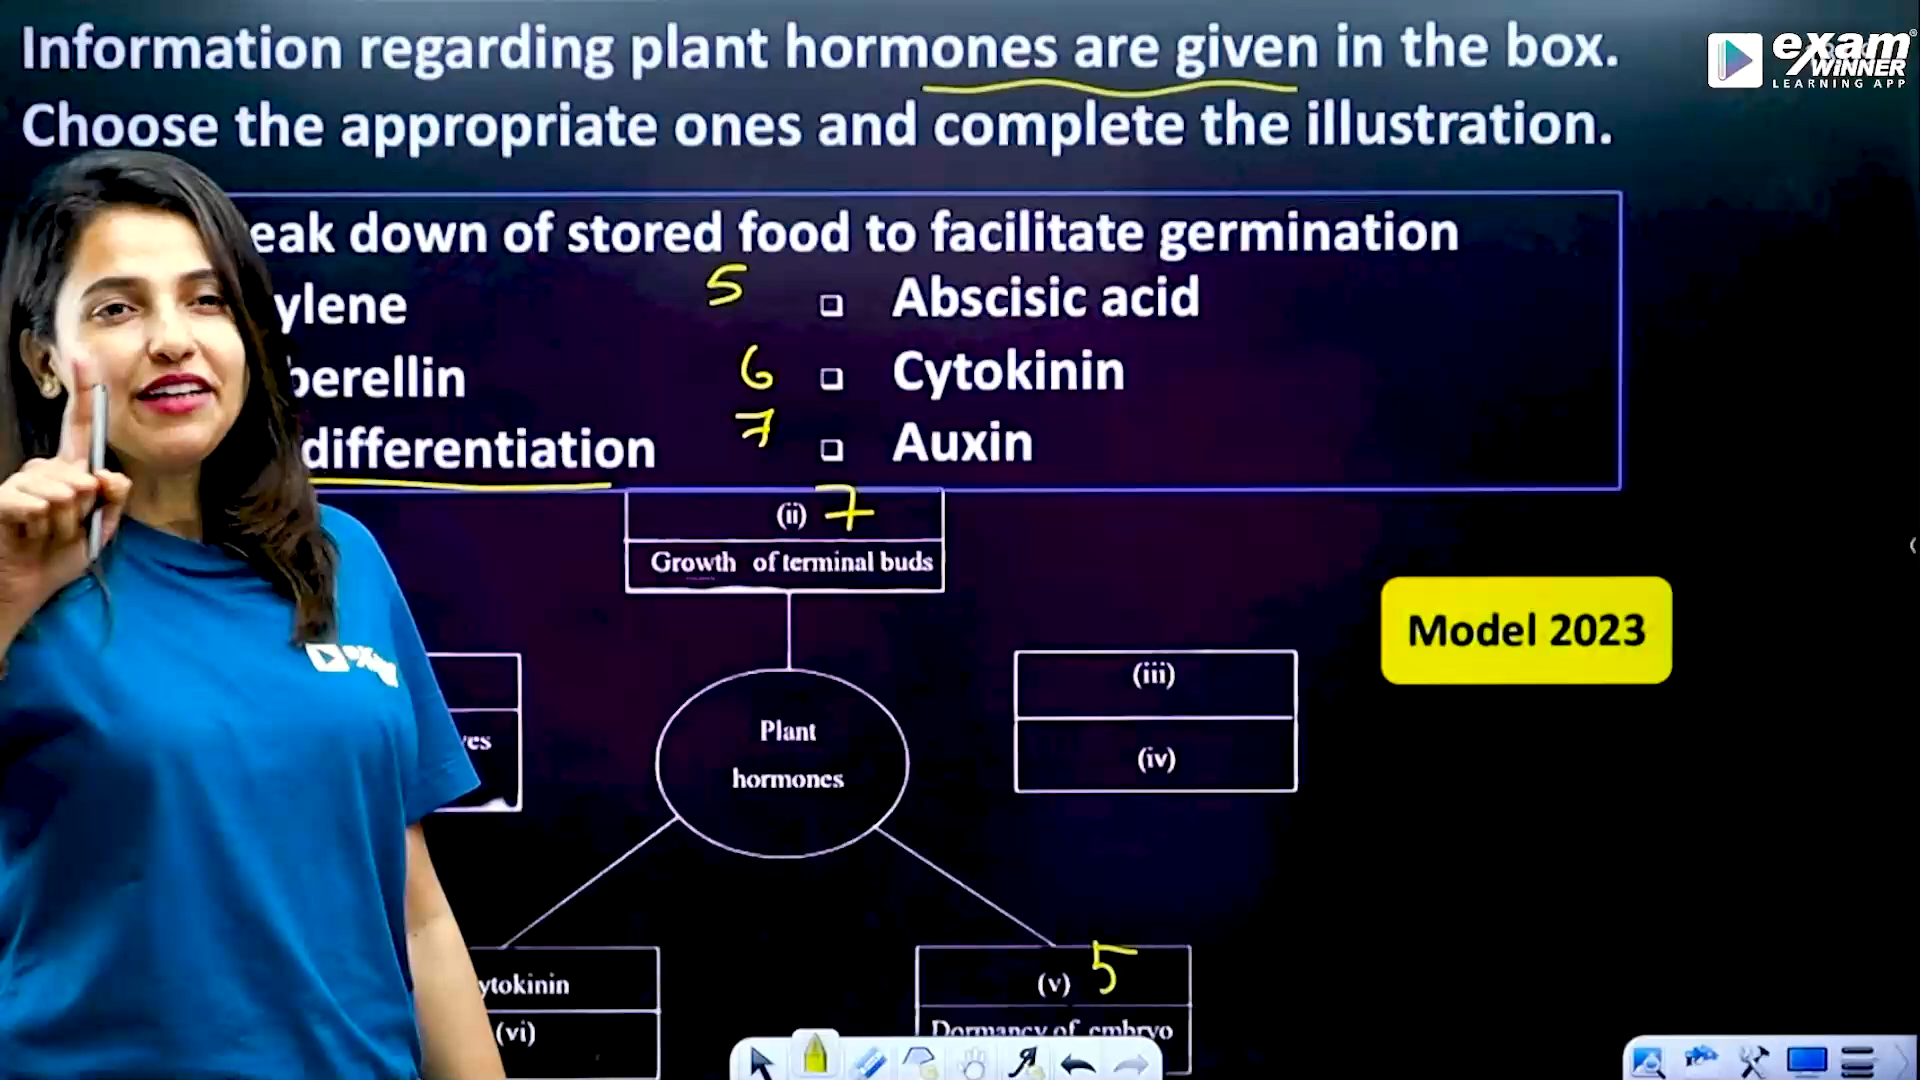 Information regarding plant hormones are given in the box.
Choose the appropriate ones and complete the illustration.
exam
WINNER
LEARNING APP
eak down of stored food to facilitate germination
ylene
5
Abscisic acid
berellin
6
Cytokinin
differentiation
7
Auxin
(ii) 7
Growth of terminal buds
Model 2023
(iii)
Plant
hormones
(iv)
ytokinin
(vi)
(v) 5
Dormancy of embryo